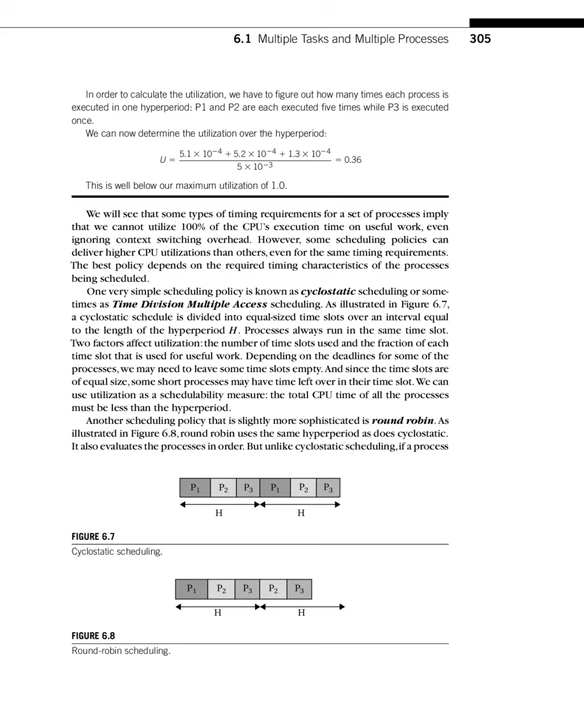 6.1 Multiple Tasks and Multiple Processes 305
In order to calculate the utilization, we have to figure out how many times each process is
executed in one hyperperiod: P1 and P2 are each executed five times while P3 is executed
once.
We can now determine the utilization over the hyperperiod:
U = (5.1 × 10⁻⁴ + 5.2 × 10⁻⁴ + 1.3 × 10⁻⁴) / (5 × 10⁻³) = 0.36
This is well below our maximum utilization of 1.0.
We will see that some types of timing requirements for a set of processes imply
that we cannot utilize 100% of the CPU's execution time on useful work, even
ignoring context switching overhead. However, some scheduling policies can
deliver higher CPU utilizations than others, even for the same timing requirements.
The best policy depends on the required timing characteristics of the processes
being scheduled.
One very simple scheduling policy is known as cyclostatic scheduling or some-
times as Time Division Multiple Access scheduling. As illustrated in Figure 6.7,
a cyclostatic schedule is divided into equal-sized time slots over an interval equal
to the length of the hyperperiod H. Processes always run in the same time slot.
Two factors affect utilization: the number of time slots used and the fraction of each
time slot that is used for useful work. Depending on the deadlines for some of the
processes, we may need to leave some time slots empty. And since the time slots are
of equal size, some short processes may have time left over in their time slot. We can
use utilization as a schedulability measure: the total CPU time of all the processes
must be less than the hyperperiod.
Another scheduling policy that is slightly more sophisticated is round robin. As
illustrated in Figure 6.8, round robin uses the same hyperperiod as does cyclostatic.
It also evaluates the processes in order. But unlike cyclostatic scheduling, if a process
P₁ P₂ P₃ P₁ P₂ P₃
H H
FIGURE 6.7
Cyclostatic scheduling.
P₁ P₂ P₃ P₂ P₃
H H
FIGURE 6.8
Round-robin scheduling.